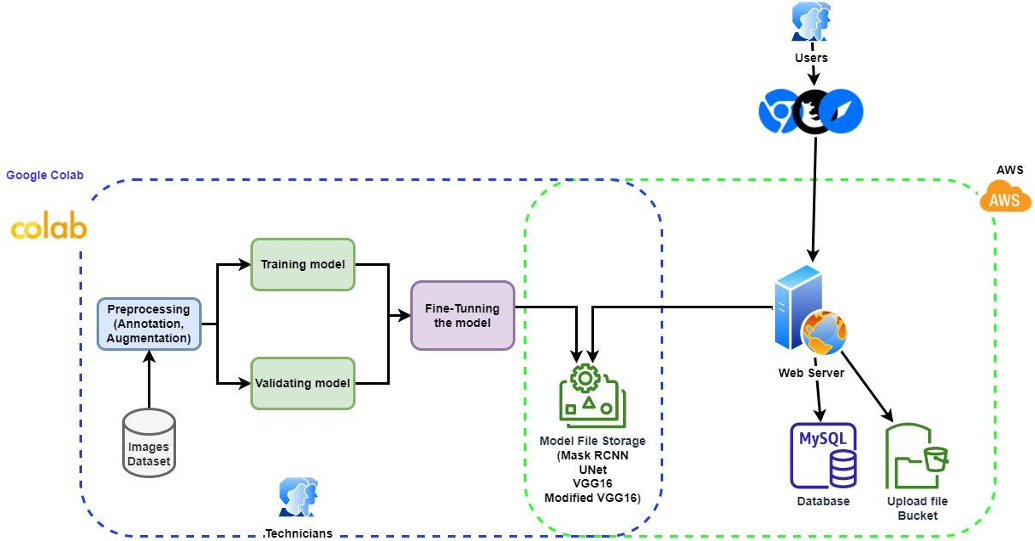 Users
Google Colab
AWS
AWS
colab
Training model
Preprocessing
(Annotation,
Augmentation)
Fine-Tunning
the model
Validating model
Web Server
Images
Dataset
Model File Storage
(Mask RCNN
UNet
VGG16
Modified VGG16)
MySQL
Database
Upload file
Bucket
Technicians